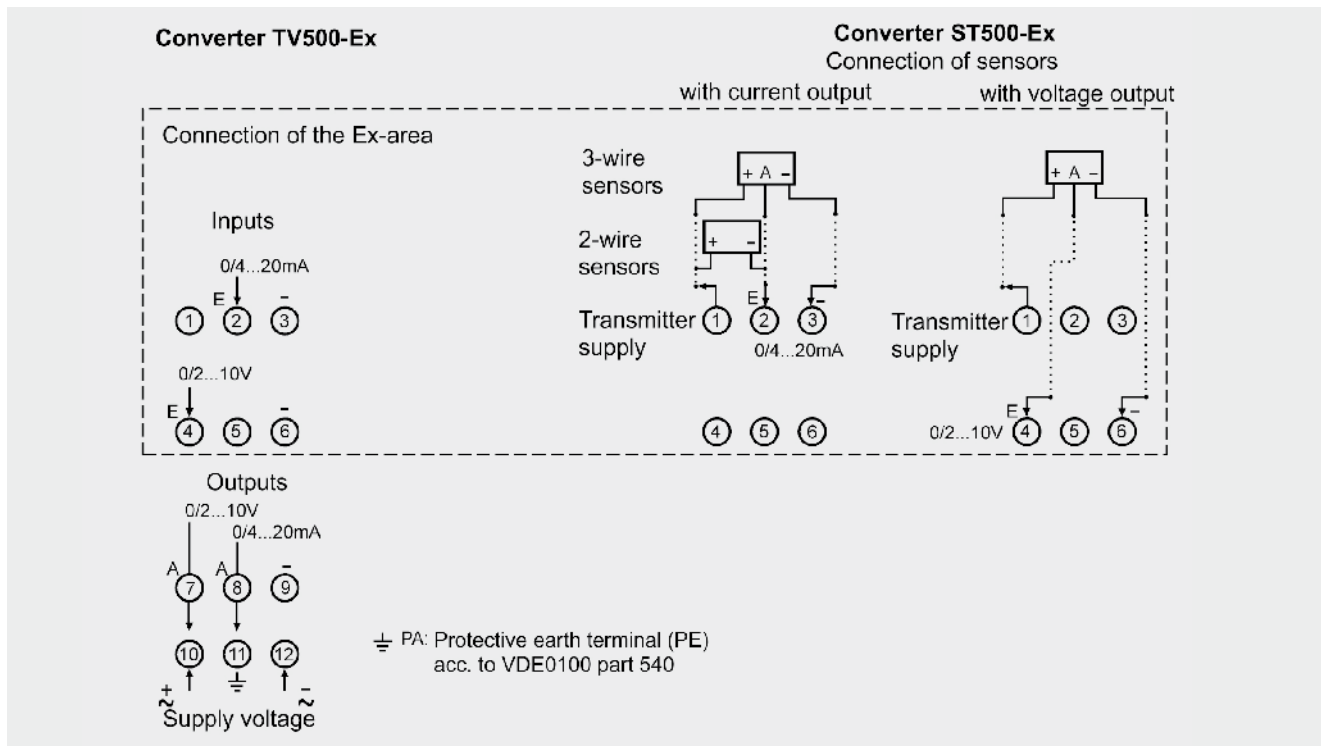 Converter TV500-Ex
Converter ST500-Ex
Connection of sensors
with current output
with voltage output
Connection of the Ex-area
Inputs
0/4...20mA
E
–
1 2 3
0/2...10V
E
–
4 5 6
3-wire
sensors
+ A –
2-wire
sensors
+ –
E
–
Transmitter
supply
1 2 3
0/4...20mA
4 5 6
+ A –
Transmitter
supply
1 2 3
E
–
0/2...10V
4 5 6
Outputs
0/2...10V
0/4...20mA
A A –
7 8 9
10 11 12
+
~
–
~
Supply voltage
PA: Protective earth terminal (PE)
acc. to VDE0100 part 540